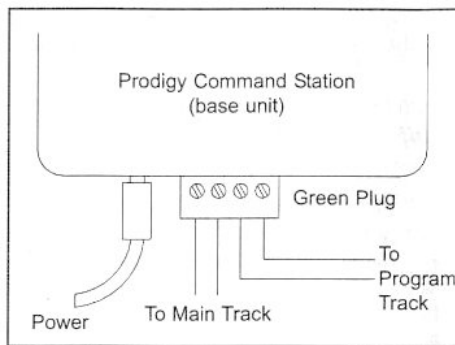 Prodigy Command Station
(base unit)
Green Plug
To
Program
Track
To Main Track
Power